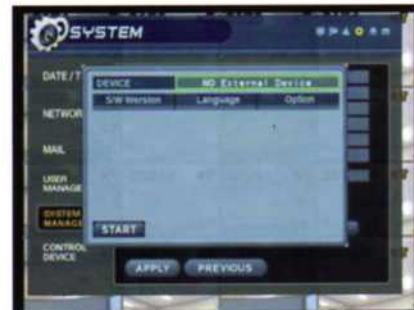 SYSTEM
DATE/T
DEVICE NO External Device
S/W Version Language Option
NETWOR
MAIL
USER
MANAGE
SYSTEM
MANAGE
START
CONTROL
DEVICE
APPLY PREVIOUS